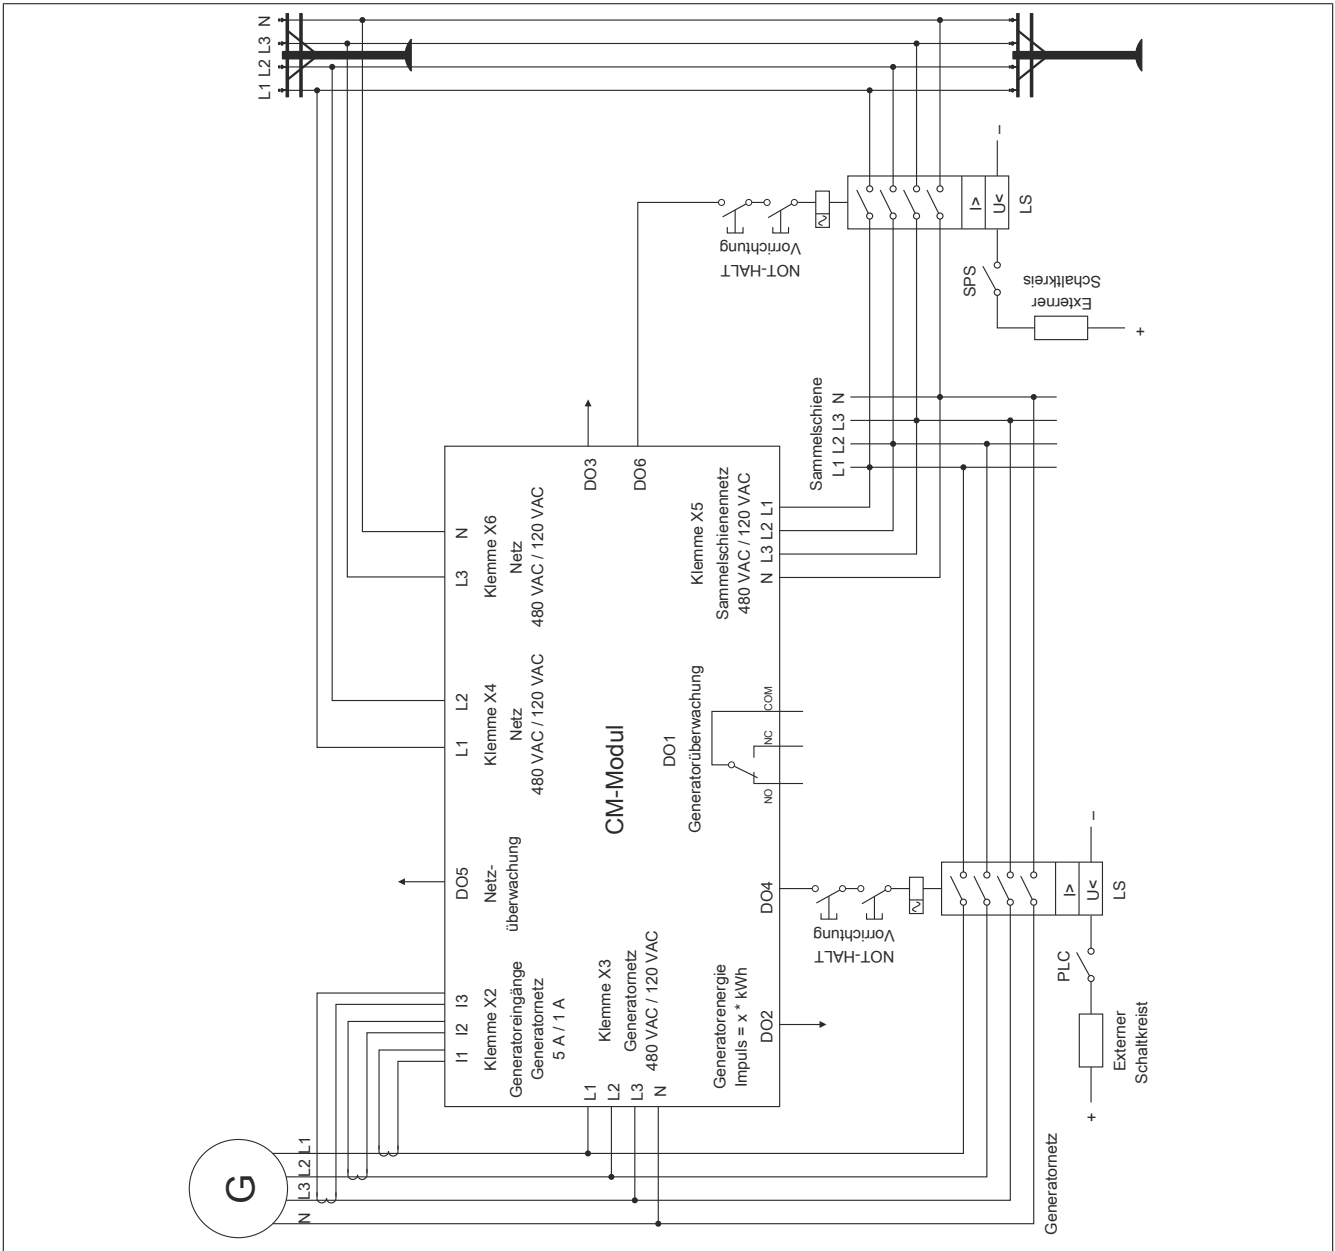 N
L3
L2
L1
–
I>
U<
LS
NOT-HALT
Vorrichtung
SPS
Externer
Schaltkreis
+
Sammelschiene
L1
L2
L3
N
DO3
DO6
N
L3
Klemme X6
Netz
480 VAC / 120 VAC
Klemme X5
Sammelschienennetz
480 VAC / 120 VAC
N
L3
L2
L1
L2
L1
Klemme X4
Netz
480 VAC / 120 VAC
CM-Modul
DO1
Generatorüberwachung
COM
NC
NO
DO5
Netz-
überwachung
DO4
NOT-HALT
Vorrichtung
–
I>
U<
LS
PLC
Externer
Schaltkreist
+
I3
I2
I1
Klemme X2
Generatoreingänge
Generatornetz
5 A / 1 A
Klemme X3
Generatornetz
480 VAC / 120 VAC
L1
L2
L3
N
Generatorenergie
Impuls = x * kWh
DO2
G
L1
L2
L3
N
Generatornetz